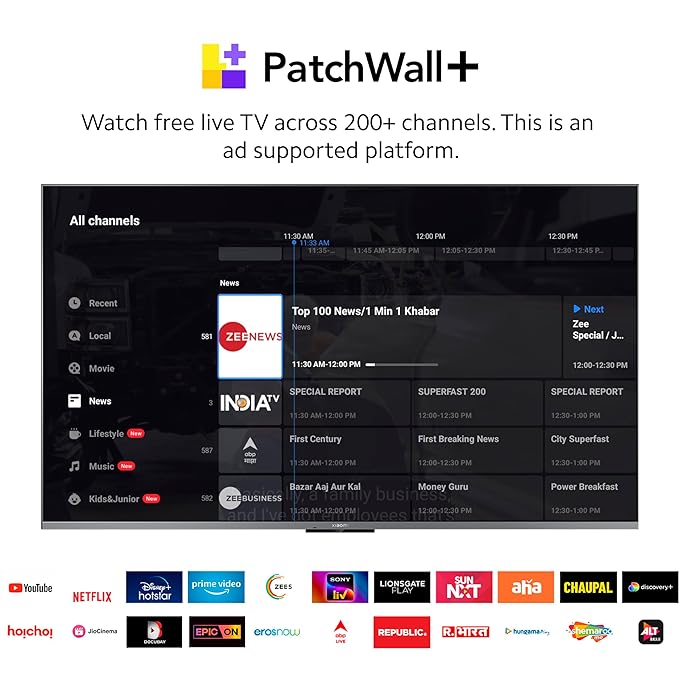 PatchWall+
Watch free live TV across 200+ channels. This is an
ad supported platform.
All channels
11:30 AM 12:00 PM 12:30 PM
11:33 AM
11:35-... 11:45 AM-12:05 PM 12:05-12:30 PM 12:30-12:45 P...
News
Recent
Local
Movie
News
Lifestyle New
Music New
Kids&Junior New
581 ZEENEWS Top 100 News/1 Min 1 Khabar
News
11:30 AM-12:00 PM
Next
Zee
Special / J...
12:00-12:30 PM
3 INDIATV SPECIAL REPORT SUPERFAST 200 SPECIAL REPORT
11:30 AM-12:00 PM 12:00-12:30 PM 12:30-1:00 PM
587 abp माझा First Century First Breaking News City Superfast
11:30 AM-12:00 PM 12:00-12:30 PM 12:30-1:00 PM
582 ZEEBUSINESS Bazar Aaj Aur Kal Money Guru Power Breakfast
11:30 AM-12:00 PM 12:00-12:30 PM 12:30-1:00 PM
a family business,
and I've got employees that's
xiaomi
YouTube NETFLIX Disney+ hotstar prime video ZEE5 SONY liv LIONSGATE PLAY SUN NXT aha CHAUPAL discovery+
hoichoi JioCinema DOCUBAY EPIC ON erosnow abp LIVE REPUBLIC. R.भारत hungama play shemaroo ALT BALAJI